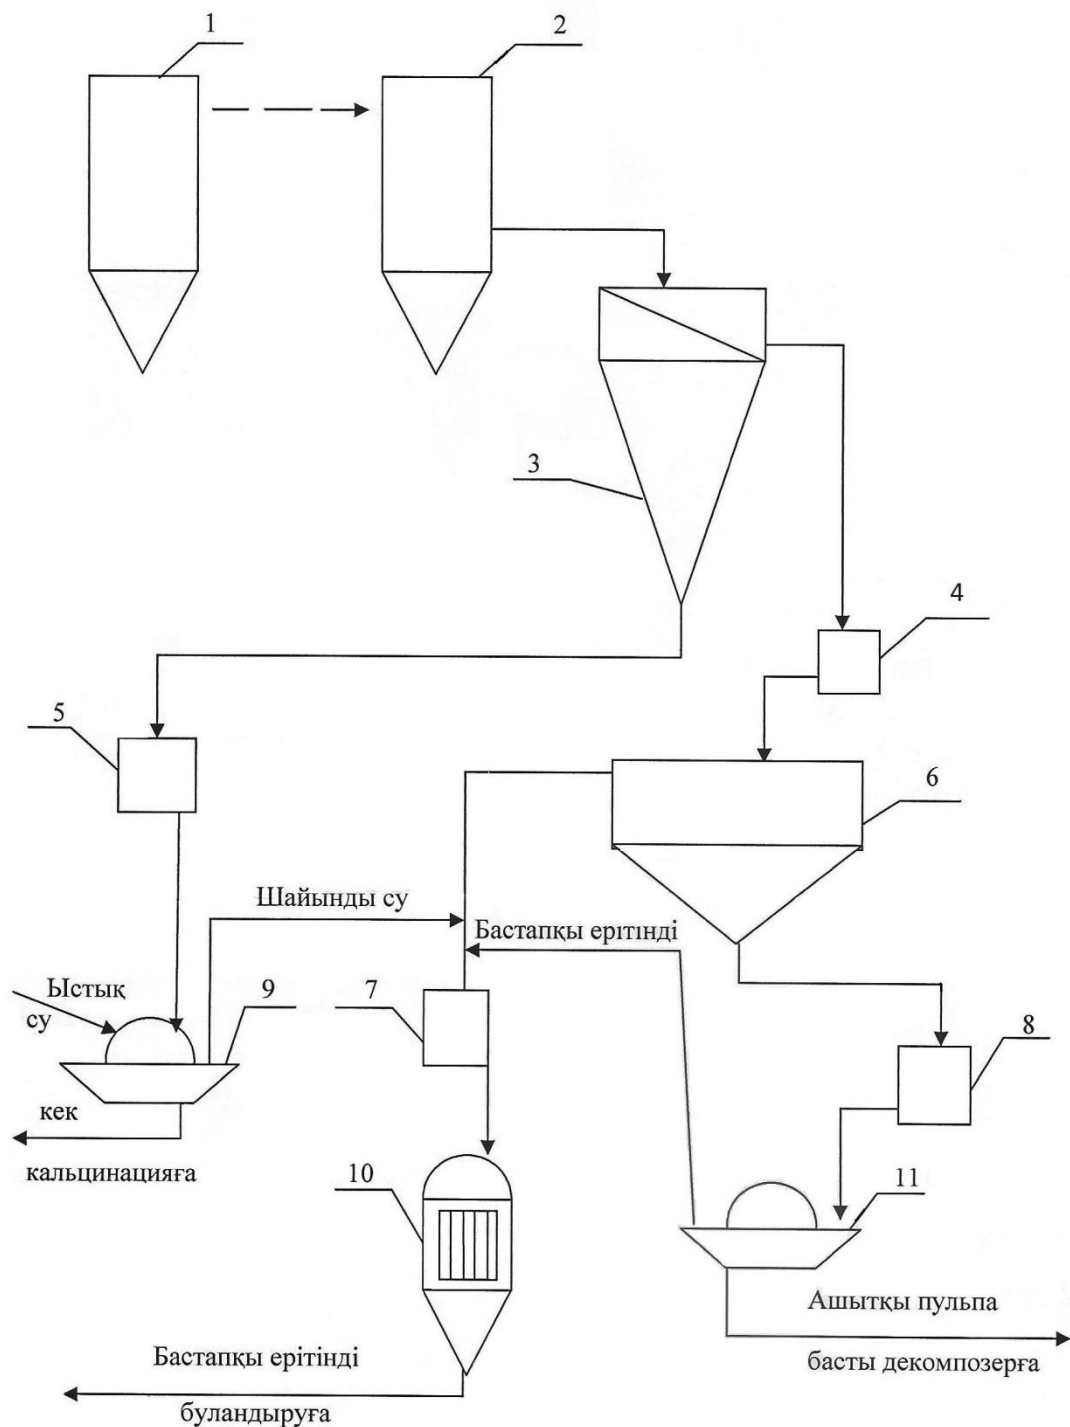 1
2
3
4
5
6
Шайынды су
Бастапқы ерітінді
Ыстық
су
9
7
8
кек
кальцинацияға
10
11
Ашытқы пульпа
басты декомпозерға
Бастапқы ерітінді
буландыруға